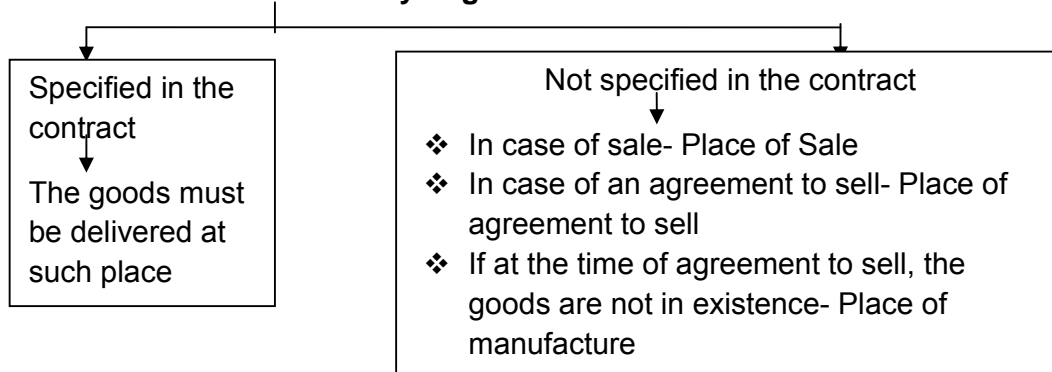 Specified in the
contract
The goods must
be delivered at
such place
Not specified in the contract
❖ In case of sale- Place of Sale
❖ In case of an agreement to sell- Place of
agreement to sell
❖ If at the time of agreement to sell, the
goods are not in existence- Place of
manufacture